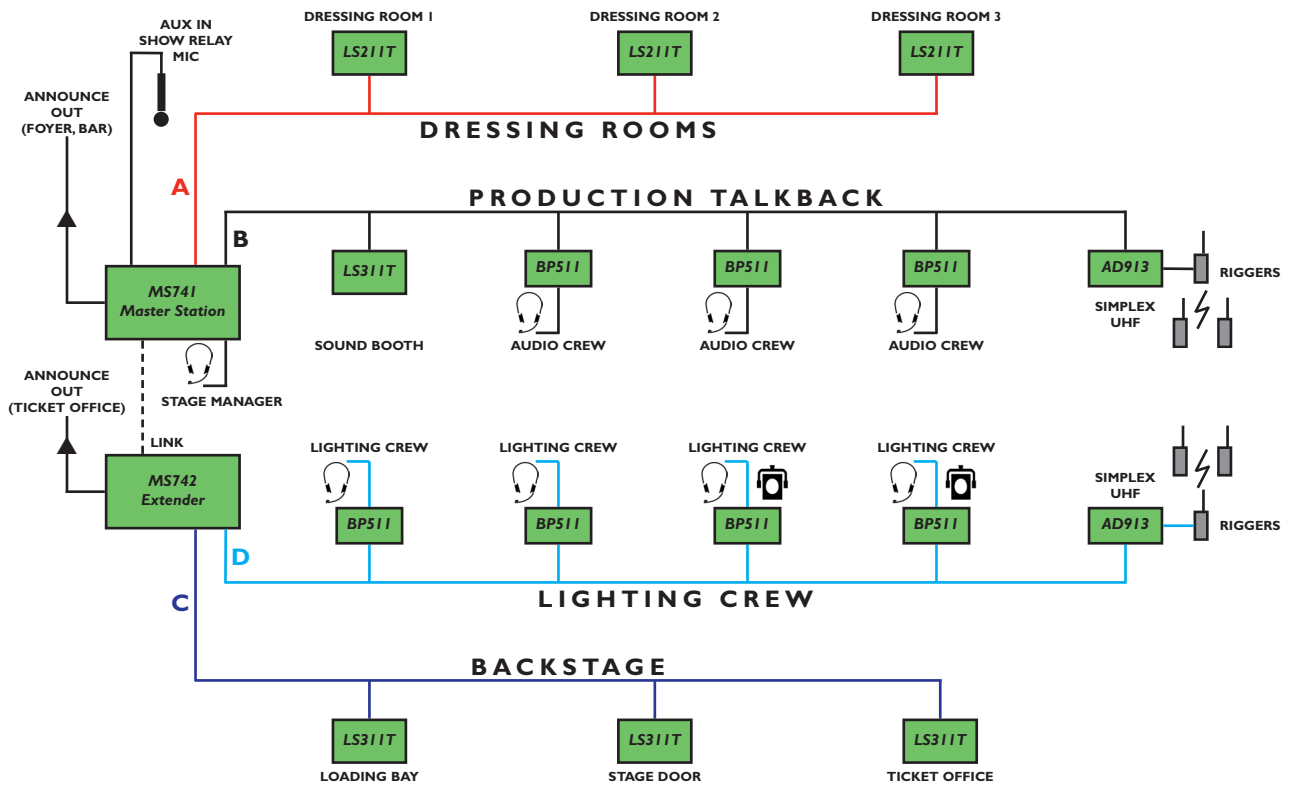 DRESSING ROOM 1
DRESSING ROOM 2
DRESSING ROOM 3
AUX IN
SHOW RELAY
MIC
LS211T
LS211T
LS211T
ANNOUNCE
OUT
(FOYER, BAR)
DRESSING ROOMS
A
PRODUCTION TALKBACK
B
LS311T
BP511
BP511
BP511
AD913
RIGGERS
MS741
Master Station
SIMPLEX
UHF
SOUND BOOTH
AUDIO CREW
AUDIO CREW
AUDIO CREW
ANNOUNCE
OUT
(TICKET OFFICE)
STAGE MANAGER
LINK
LIGHTING CREW
LIGHTING CREW
LIGHTING CREW
LIGHTING CREW
MS742
Extender
SIMPLEX
UHF
BP511
BP511
BP511
BP511
AD913
RIGGERS
D
C
LIGHTING CREW
BACKSTAGE
LS311T
LS311T
LS311T
LOADING BAY
STAGE DOOR
TICKET OFFICE